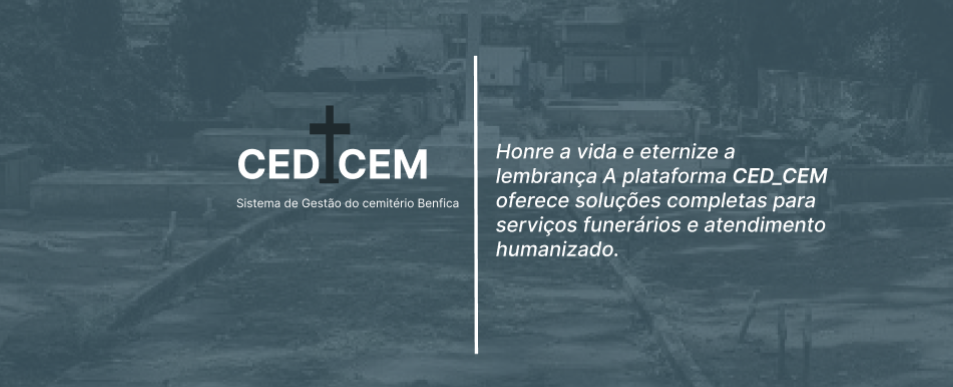 CED CEM
Sistema de Gestão do cemitério Benfica
Honre a vida e eternize a
lembrança A plataforma CED_CEM
oferece soluções completas para
serviços funerários e atendimento
humanizado.